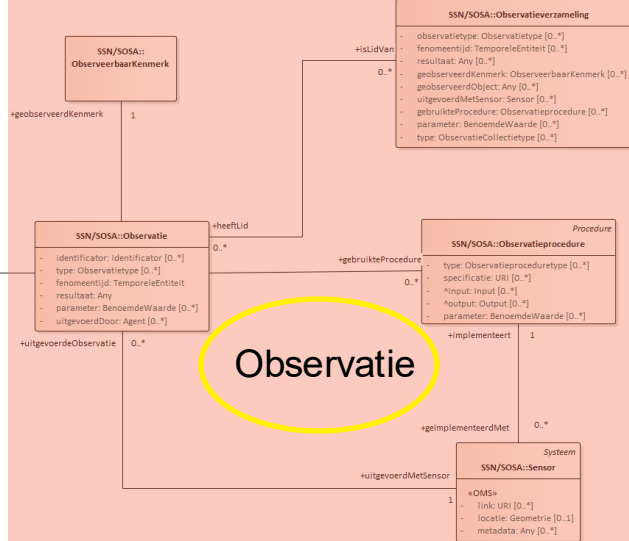 SSN/SOSA::Observatieverzameling
- observatietype: Observatietype [0..*]
- fenomeentijd: TemporeleEntiteit [0..*]
- resultaat: Any [0..*]
- geobserveerdKenmerk: ObserveerbaarKenmerk [0..*]
- geobserveerdObject: Any [0..*]
- uitgevoerdMetSensor: Sensor [0..*]
- gebruikteProcedure: Observatieprocedure [0..*]
- parameter: BenoemdeWaarde [0..*]
- type: ObservatieCollectietype [0..*]
SSN/SOSA::
ObserveerbaarKenmerk
+isLidVan
0..*
+geobserveerdKenmerk
1
+heeftLid
0..*
SSN/SOSA::Observatie
- identificator: Identificator [0..*]
- type: Observatietype [0..*]
- fenomeentijd: TemporeleEntiteit
- resultaat: Any
- parameter: BenoemdeWaarde [0..*]
- uitgevoerdDoor: Agent [0..*]
+gebruikteProcedure
0..*
Procedure
SSN/SOSA::Observatieprocedure
- type: Observatieproceduretype [0..*]
- specificatie: URI [0..*]
- ^input: Input [0..*]
- ^output: Output [0..*]
- parameter: BenoemdeWaarde [0..*]
+uitgevoerdeObservatie
0..*
+implementeert
1
Observatie
+geïmplementeerdMet
0..*
+uitgevoerdMetSensor
1
Systeem
SSN/SOSA::Sensor
«OMS»
- link: URI [0..*]
- locatie: Geometrie [0..1]
- metadata: Any [0..*]